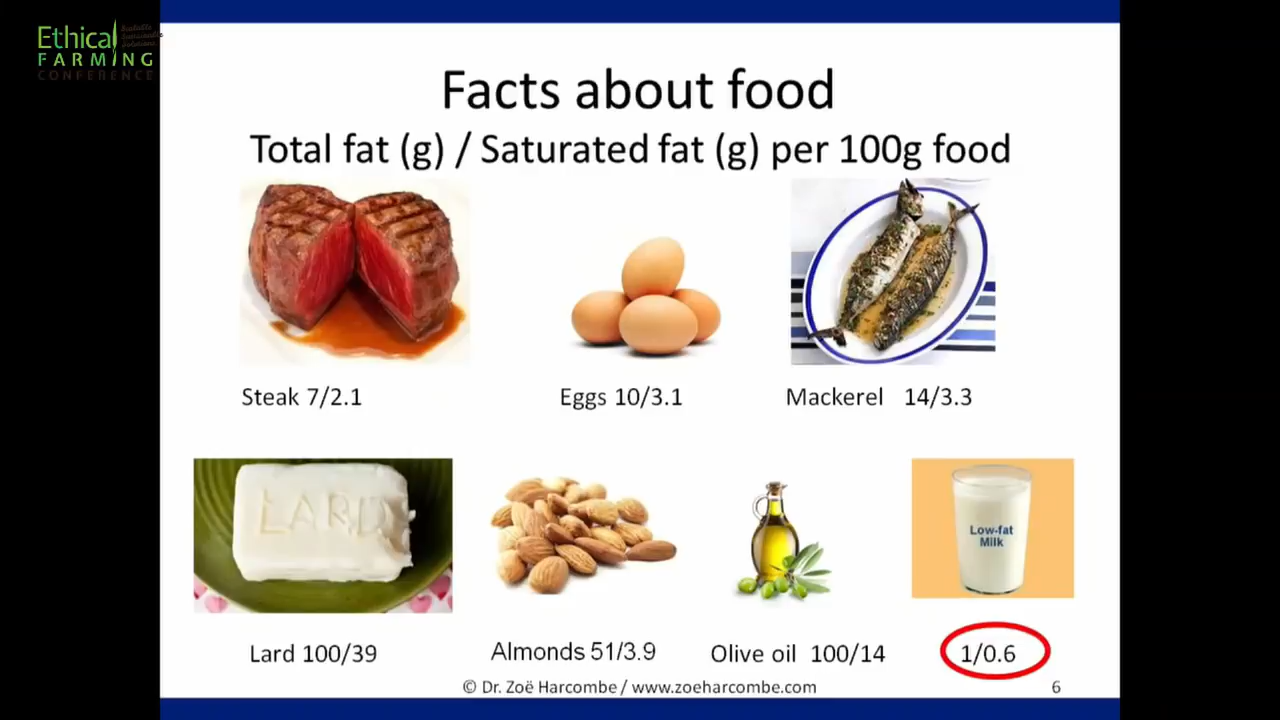 Ethical
FARMING
CONFERENCE
Facts about food
Total fat (g) / Saturated fat (g) per 100g food
Steak 7/2.1
Eggs 10/3.1
Mackerel 14/3.3
LARD
Low-fat
Milk
Lard 100/39
Almonds 51/3.9
Olive oil 100/14
1/0.6
© Dr. Zoë Harcombe / www.zoeharcombe.com
6